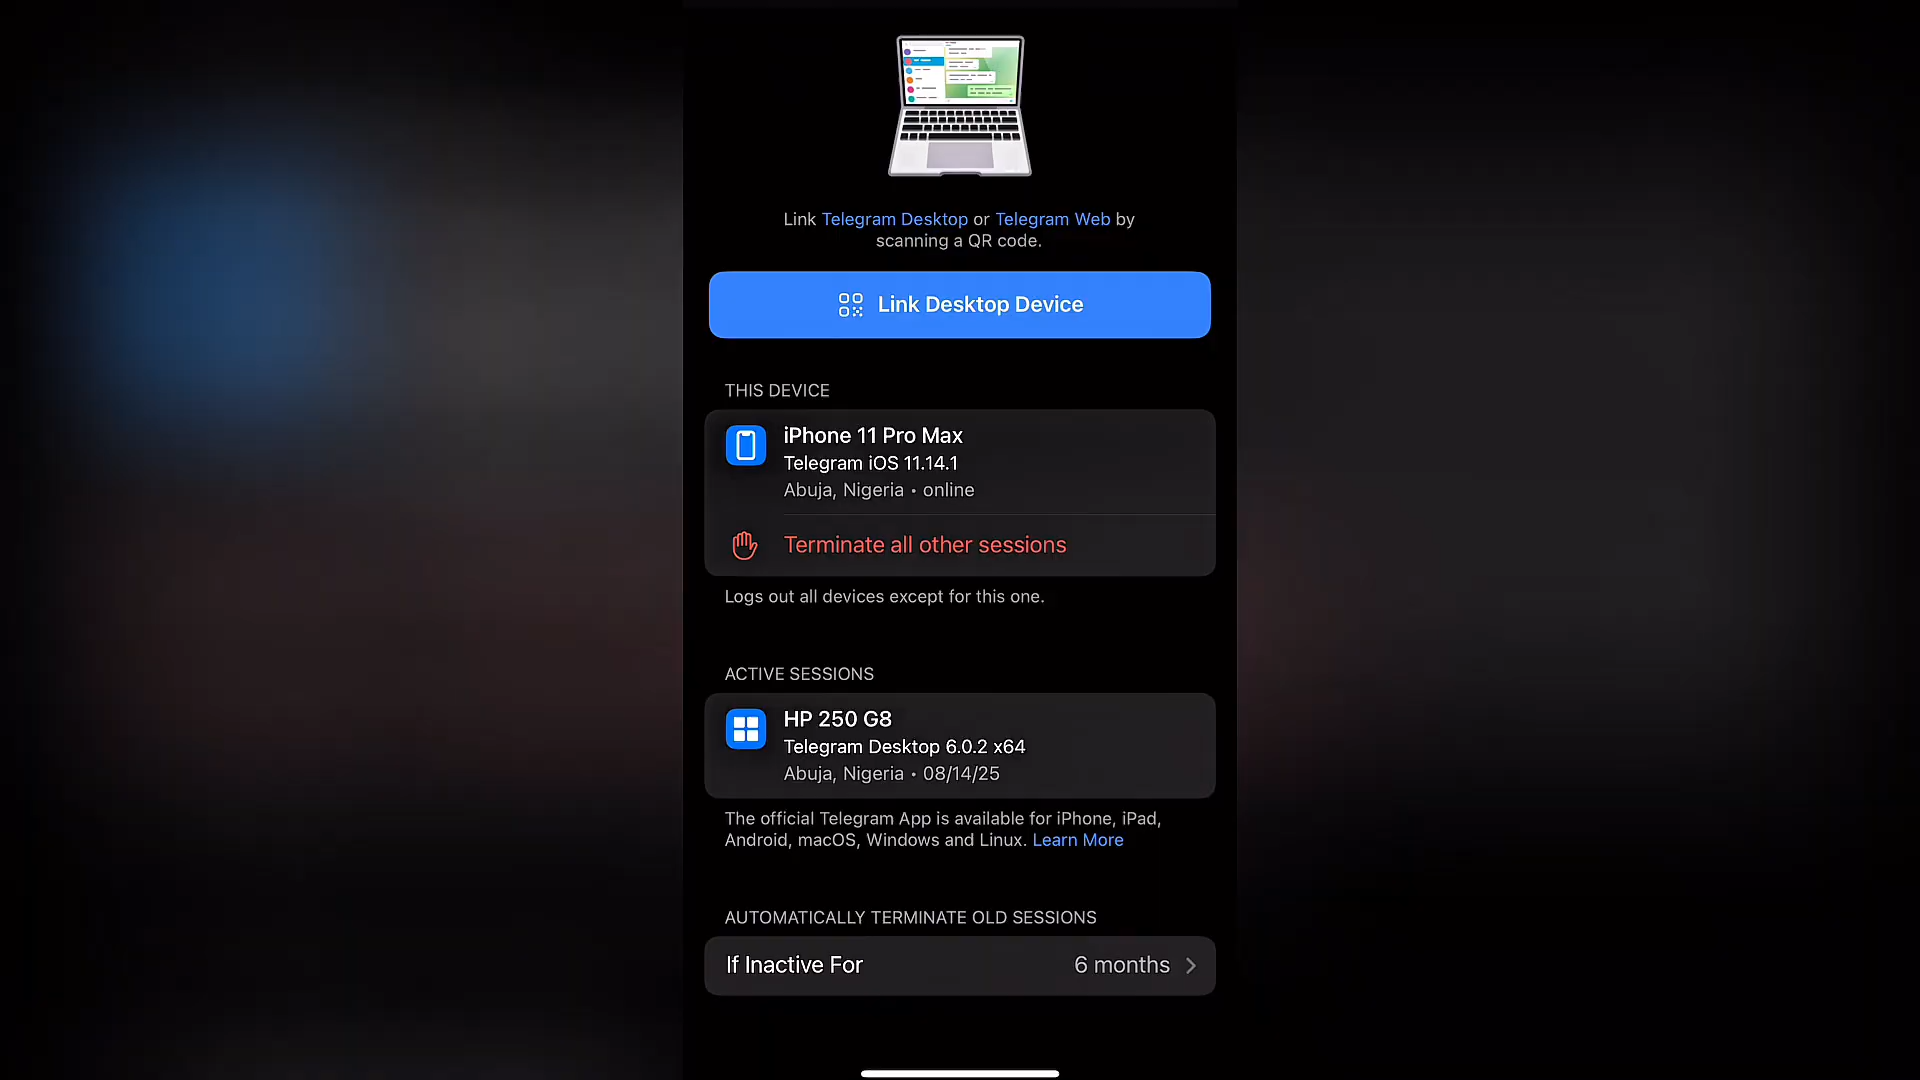 Link Telegram Desktop or Telegram Web by
scanning a QR code.
Link Desktop Device
THIS DEVICE
iPhone 11 Pro Max
Telegram iOS 11.14.1
Abuja, Nigeria • online
Terminate all other sessions
Logs out all devices except for this one.
ACTIVE SESSIONS
HP 250 G8
Telegram Desktop 6.0.2 x64
Abuja, Nigeria • 08/14/25
The official Telegram App is available for iPhone, iPad,
Android, macOS, Windows and Linux. Learn More
AUTOMATICALLY TERMINATE OLD SESSIONS
If Inactive For 6 months